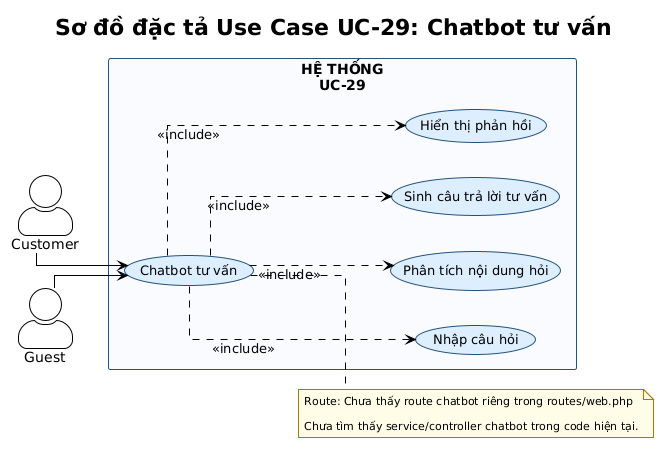 Sơ đồ đặc tả Use Case UC-29: Chatbot tư vấn
HỆ THỐNG
UC-29
Hiển thị phản hồi
«include»
Sinh câu trả lời tư vấn
«include»
Customer
Chatbot tư vấn
«include»
Phân tích nội dung hỏi
Nhập câu hỏi
«include»
Guest
Route: Chưa thấy route chatbot riêng trong routes/web.php
Chưa tìm thấy service/controller chatbot trong code hiện tại.